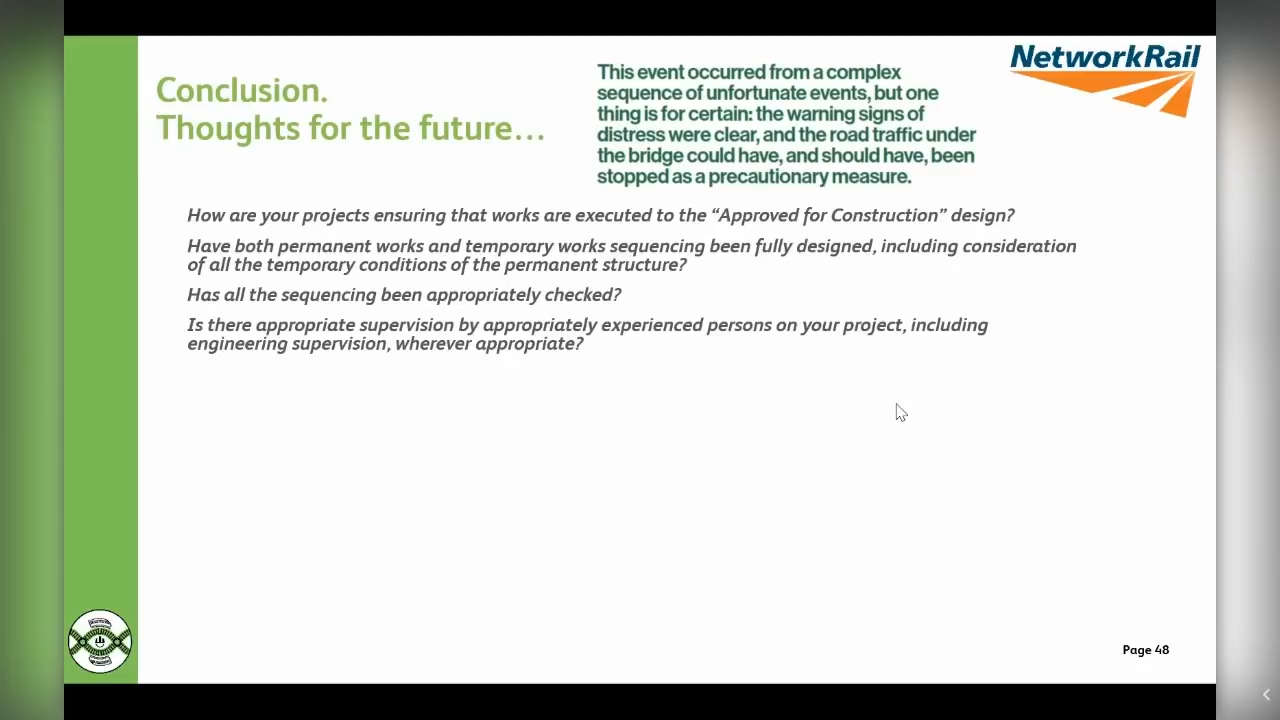 Conclusion.
Thoughts for the future…
This event occurred from a complex
sequence of unfortunate events, but one
thing is for certain: the warning signs of
distress were clear, and the road traffic under
the bridge could have, and should have, been
stopped as a precautionary measure.
NetworkRail
How are your projects ensuring that works are executed to the “Approved for Construction” design?
Have both permanent works and temporary works sequencing been fully designed, including consideration
of all the temporary conditions of the permanent structure?
Has all the sequencing been appropriately checked?
Is there appropriate supervision by appropriately experienced persons on your project, including
engineering supervision, wherever appropriate?
Page 48